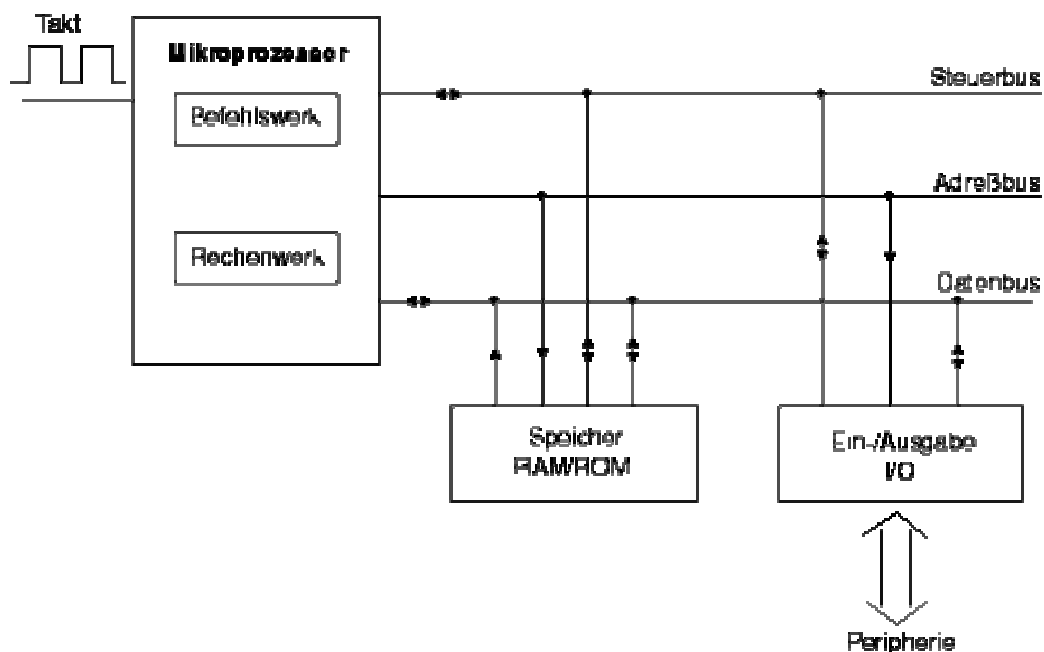 Takt
Mikroprozessor
Befehlswerk
Rechenwerk
Steuerbus
Adreßbus
Datenbus
Speicher
RAM/ROM
Ein-/Ausgabe
I/O
Peripherie